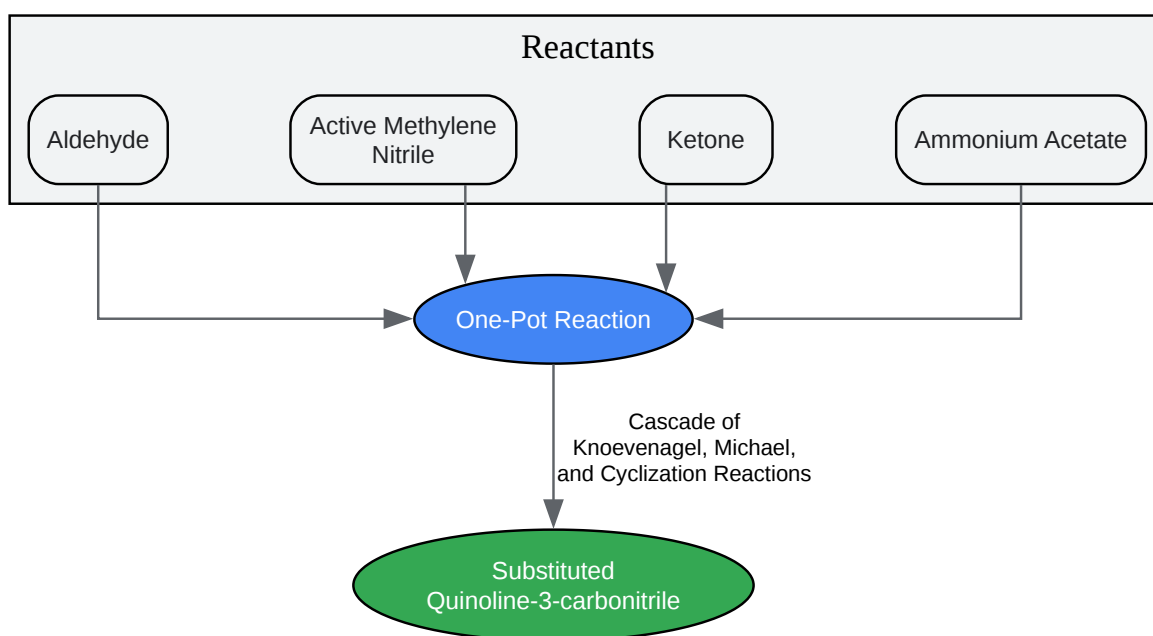 Reactants
Aldehyde
Active Methylene
Nitrile
Ketone
Ammonium Acetate
One-Pot Reaction
Cascade of
Knoevenagel, Michael,
and Cyclization Reactions
Substituted
Quinoline-3-carbonitrile